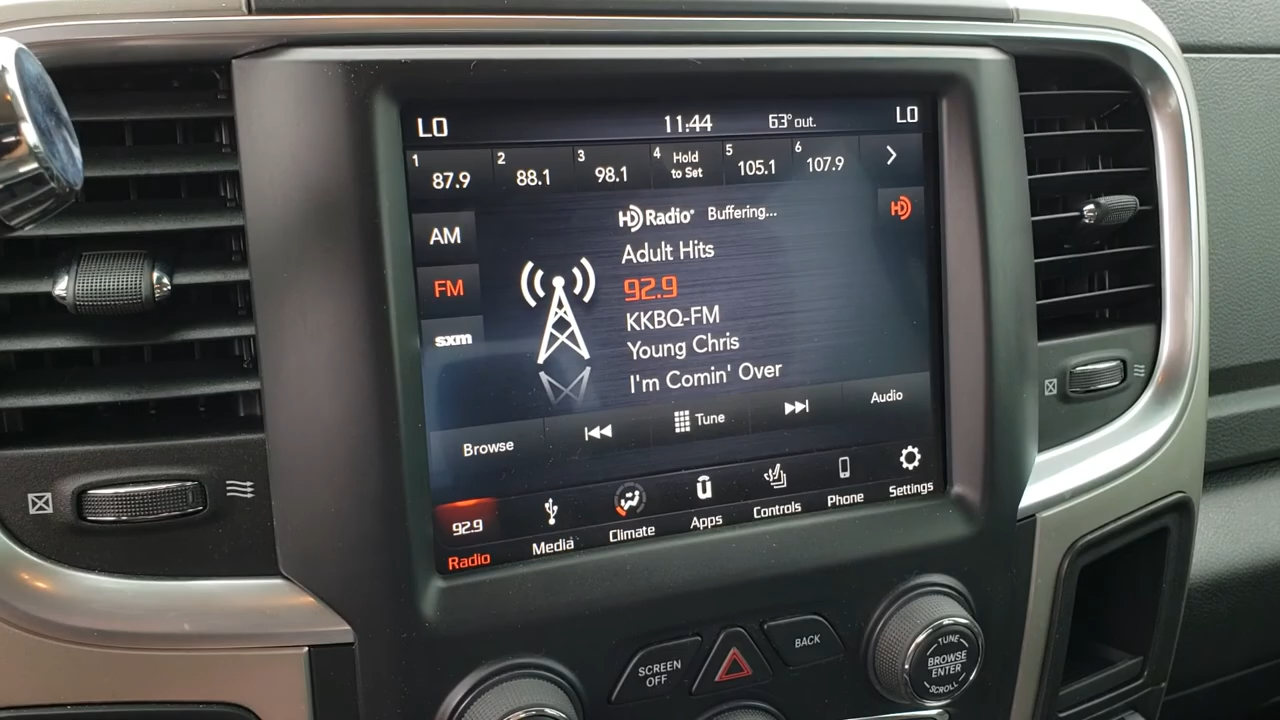 LO 11:44 63° out. LO
1 87.9 2 88.1 3 98.1 4 Hold to Set 5 105.1 6 107.9
AM
FM
sxm
HD Radio Buffering...
HD
Adult Hits
92.9
KKBQ-FM
Young Chris
I'm Comin' Over
Browse Tune Audio
92.9
Radio Media Climate Apps Controls Phone Settings
SCREEN OFF
BACK
TUNE
BROWSE
ENTER
SCROLL